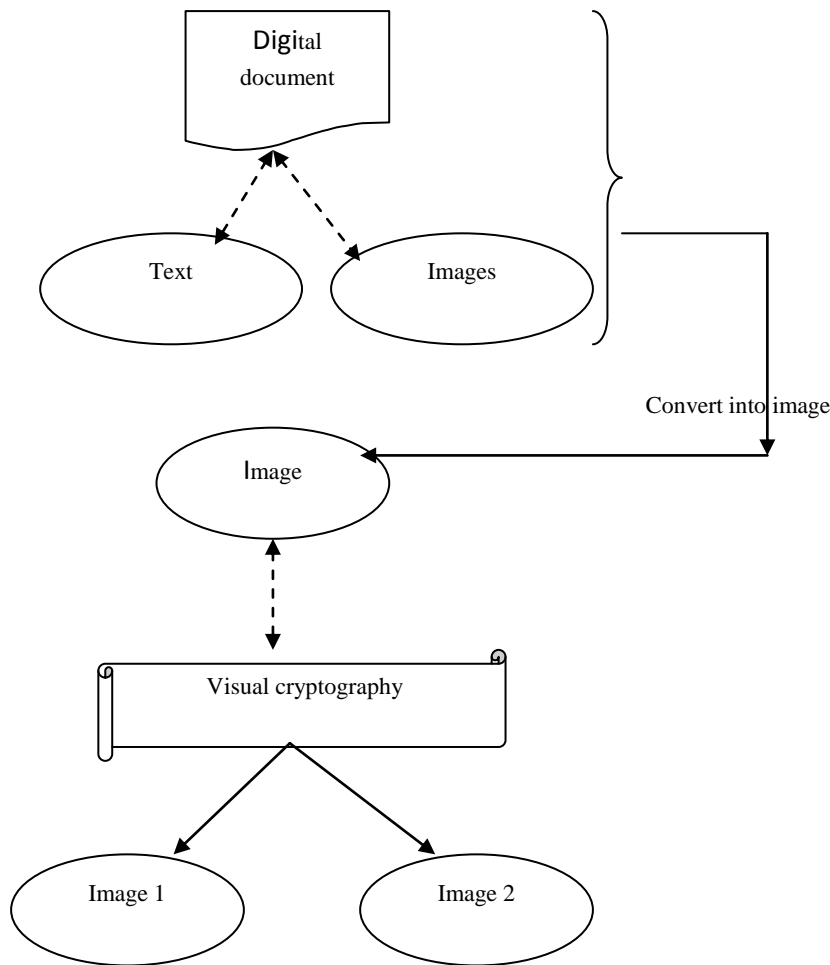 Digital
document
Text
Images
Convert into image
Image
Visual cryptography
Image 1
Image 2